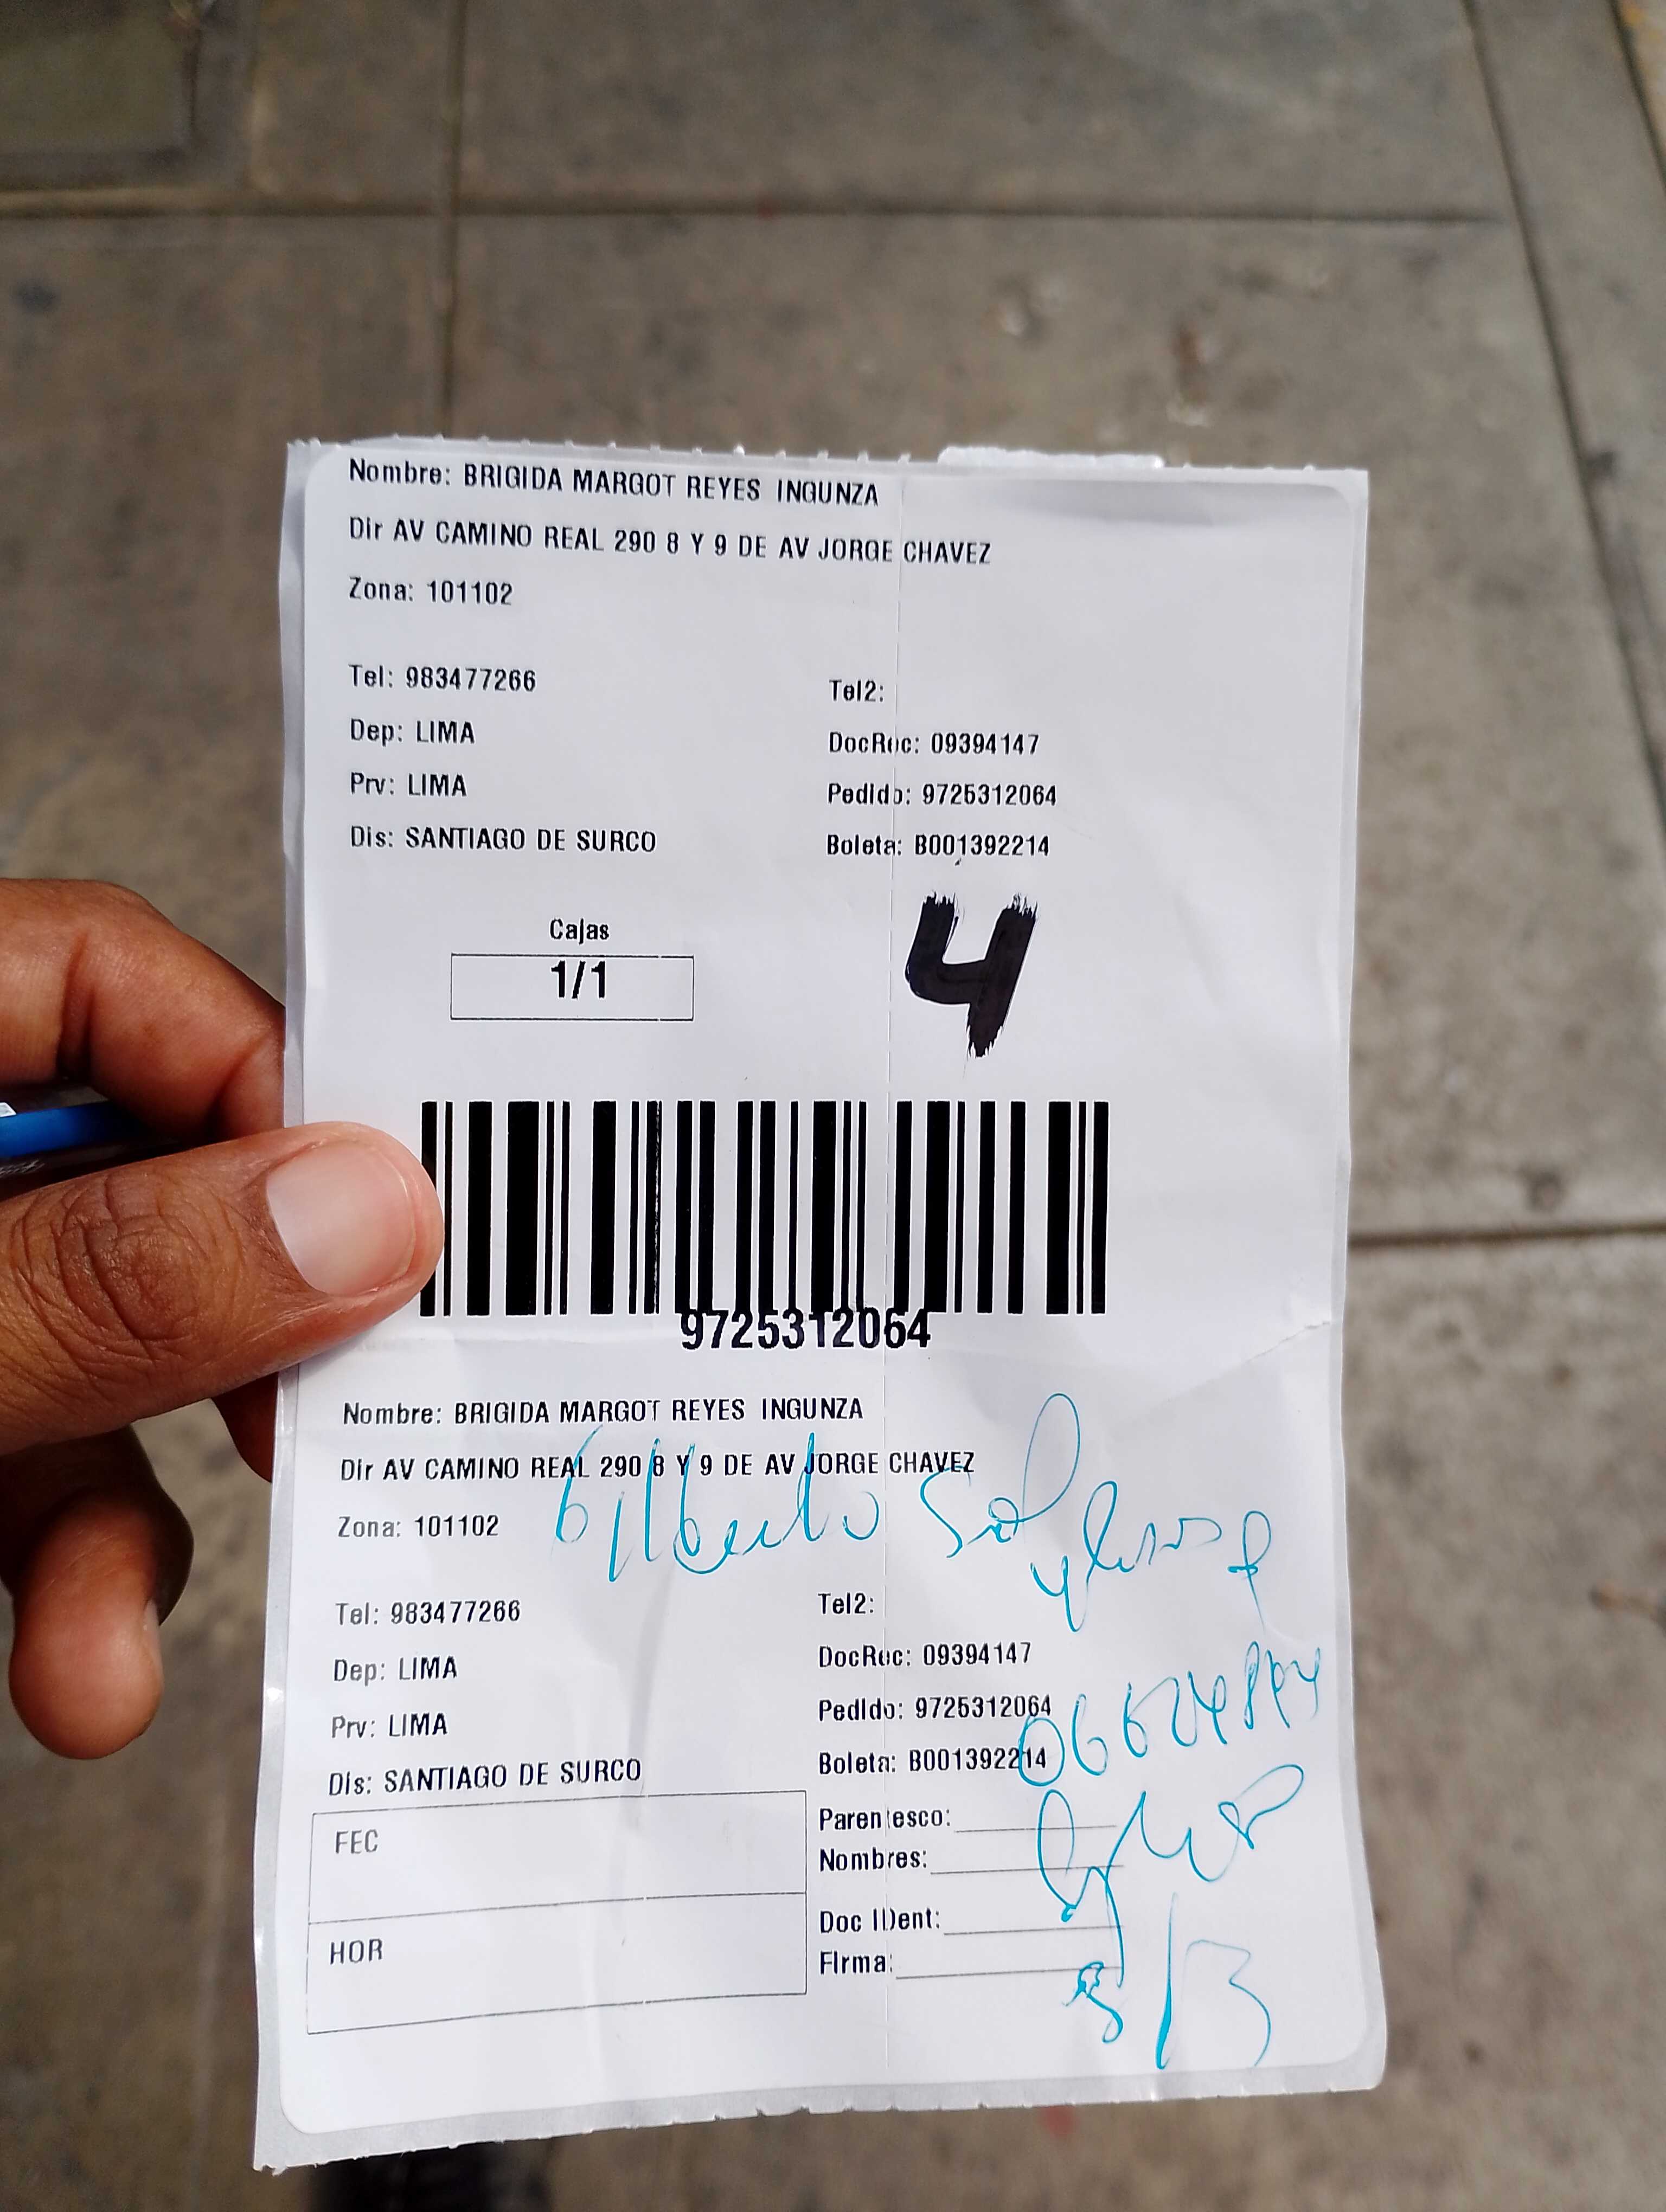 Nombre: BRIGIDA MARGOT REYES INGUNZA
Dir AV CAMINO REAL 290 8 Y 9 DE AV JORGE CHAVEZ
Zona: 101102
Tel: 983477266 Tel2:
Dep: LIMA DocRec: 09394147
Prv: LIMA Pedido: 9725312064
Dis: SANTIAGO DE SURCO Boleta: B001392214
Cajas
1/1
4
9725312064
Nombre: BRIGIDA MARGOT REYES INGUNZA
Dir AV CAMINO REAL 290 8 Y 9 DE AV JORGE CHAVEZ
Gilberto
Zona: 101102
Tel: 983477266 Tel2:
Dep: LIMA DocRec: 09394147
Prv: LIMA Pedido: 9725312064
Dis: SANTIAGO DE SURCO Boleta: B001392214
FEC Parentesco:
Nombres:
HOR Doc IDent:
Firma: